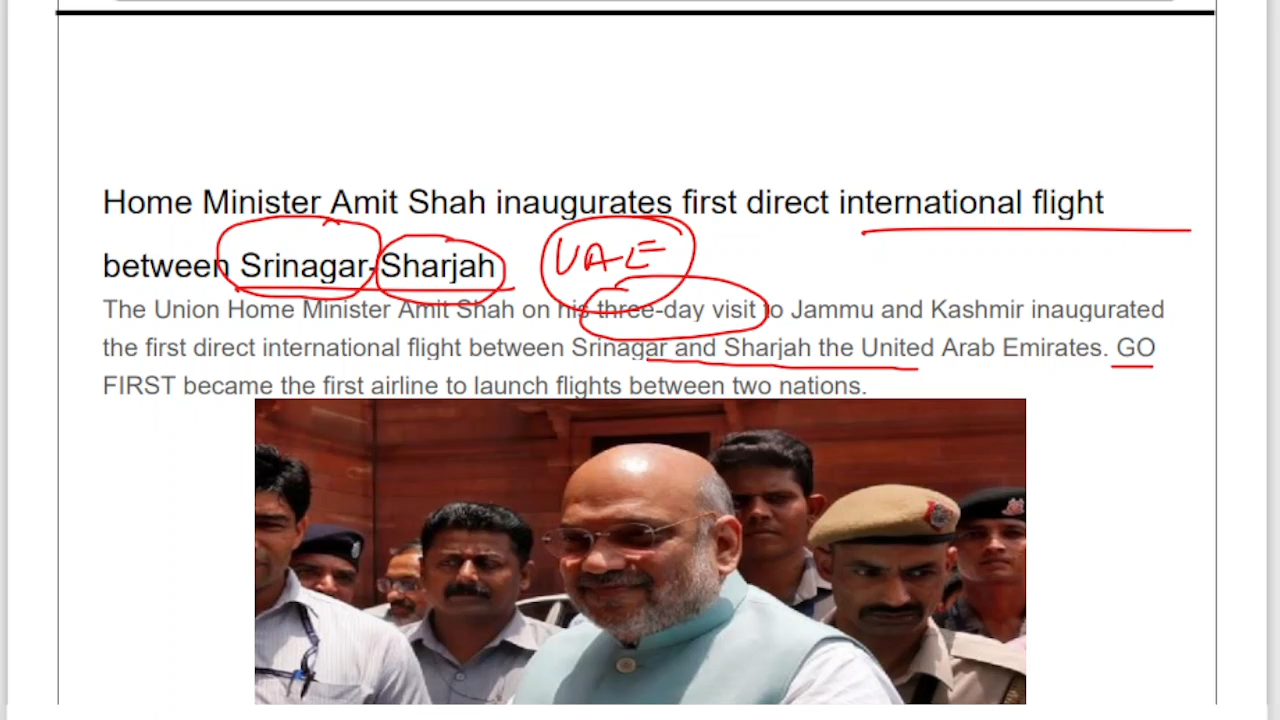 Home Minister Amit Shah inaugurates first direct international flight
between Srinagar-Sharjah UAE
The Union Home Minister Amit Shah on his three-day visit to Jammu and Kashmir inaugurated
the first direct international flight between Srinagar and Sharjah the United Arab Emirates. GO
FIRST became the first airline to launch flights between two nations.